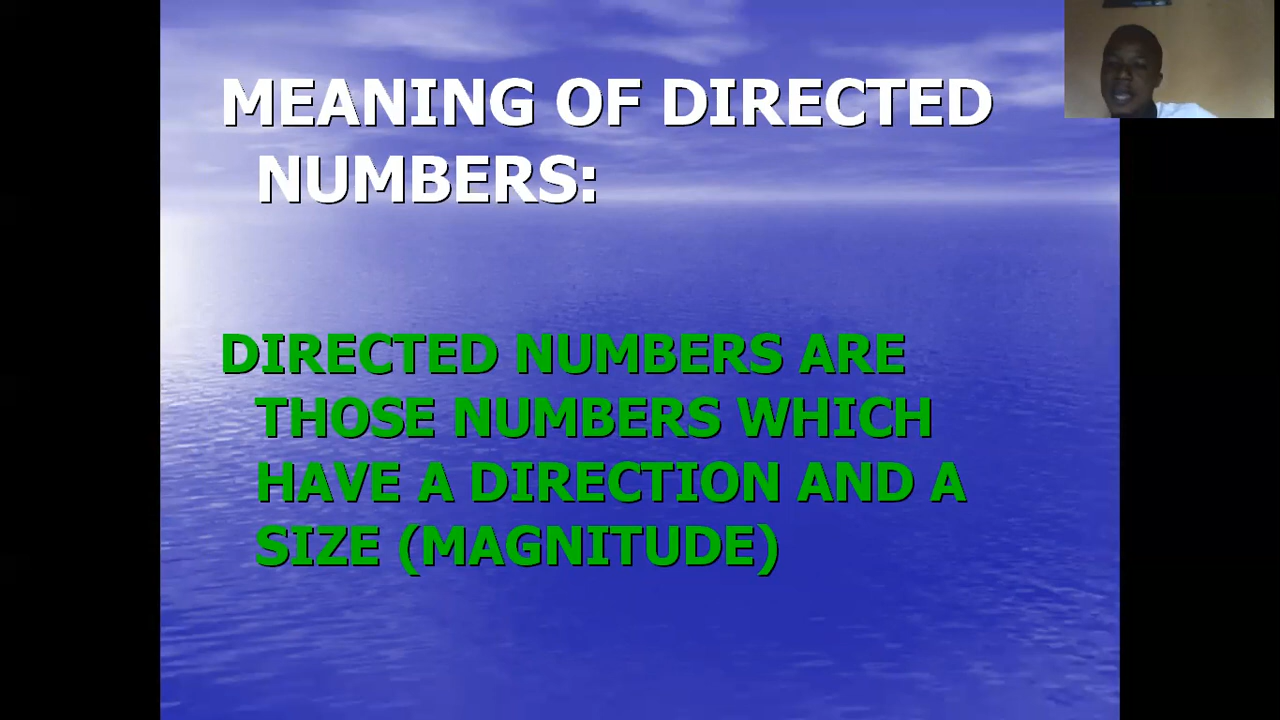 MEANING OF DIRECTED
NUMBERS:
DIRECTED NUMBERS ARE
THOSE NUMBERS WHICH
HAVE A DIRECTION AND A
SIZE (MAGNITUDE)